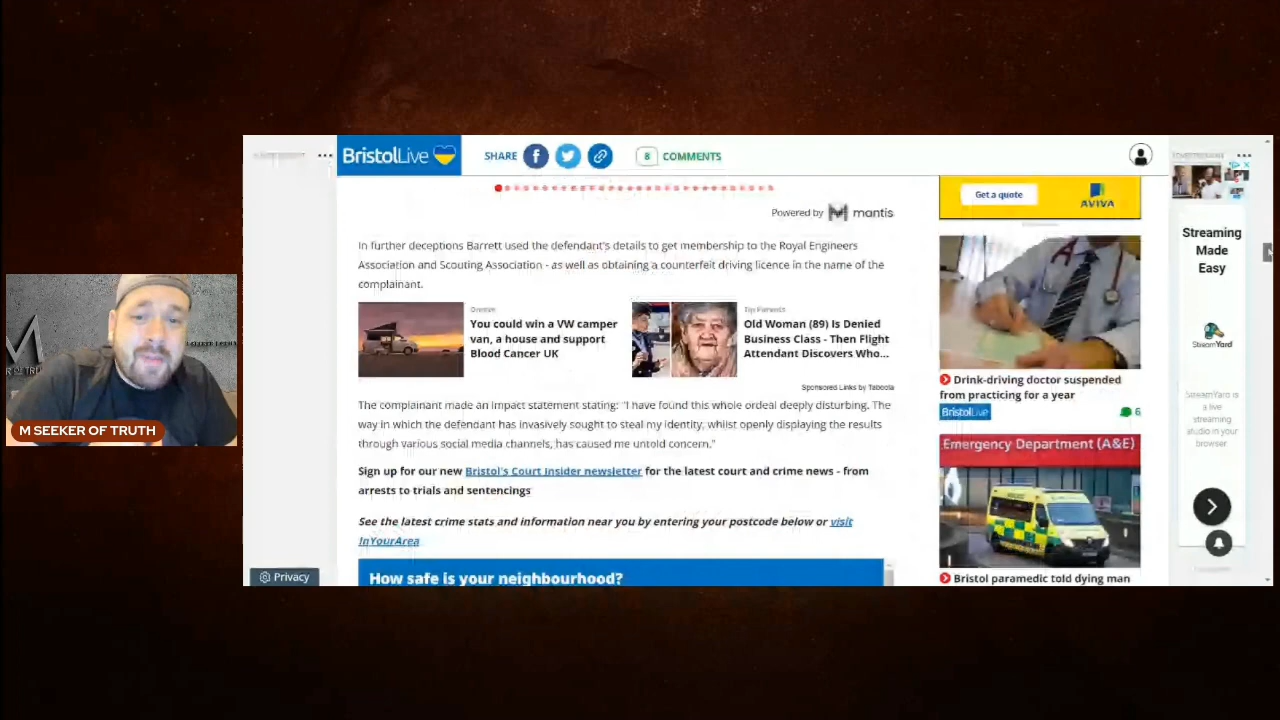 BristolLive
SHARE
8 COMMENTS
Powered by mantis
In further deceptions Barrett used the defendant's details to get membership to the Royal Engineers
Association and Scouting Association - as well as obtaining a counterfeit driving licence in the name of the
complainant.
You could win a VW camper
van, a house and support
Blood Cancer UK
Old Woman (89) Is Denied
Business Class - Then Flight
Attendant Discovers Who...
Sponsored Links by Taboola
The complainant made an impact statement stating: "I have found this whole ordeal deeply disturbing. The
way in which the defendant has invasively sought to steal my identity, whilst openly displaying the results
through various social media channels, has caused me untold concern."
Sign up for our new Bristol's Court Insider newsletter for the latest court and crime news - from
arrests to trials and sentencings
See the latest crime stats and information near you by entering your postcode below or visit
InYourArea
How safe is your neighbourhood?
Privacy
Get a quote
AVIVA
Drink-driving doctor suspended
from practicing for a year
BristolLive
6
Emergency Department (A&E)
Bristol paramedic told dying man
Streaming
Made
Easy
StreamYard
StreamYard is
a live
streaming
studio in your
browser
M SEEKER OF TRUTH